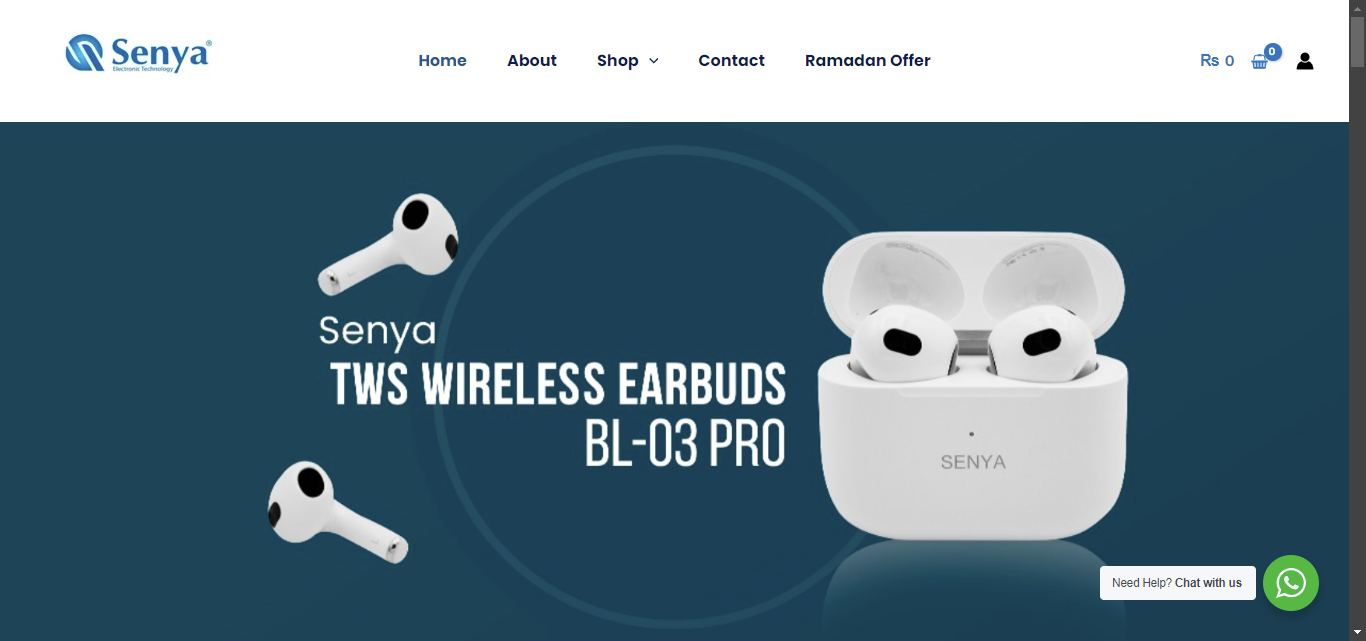 Senya®
Electronic Technology
Home
About
Shop
Contact
Ramadan Offer
₨ 0
0
Senya
TWS WIRELESS EARBUDS
BL-03 PRO
SENYA
Need Help? Chat with us